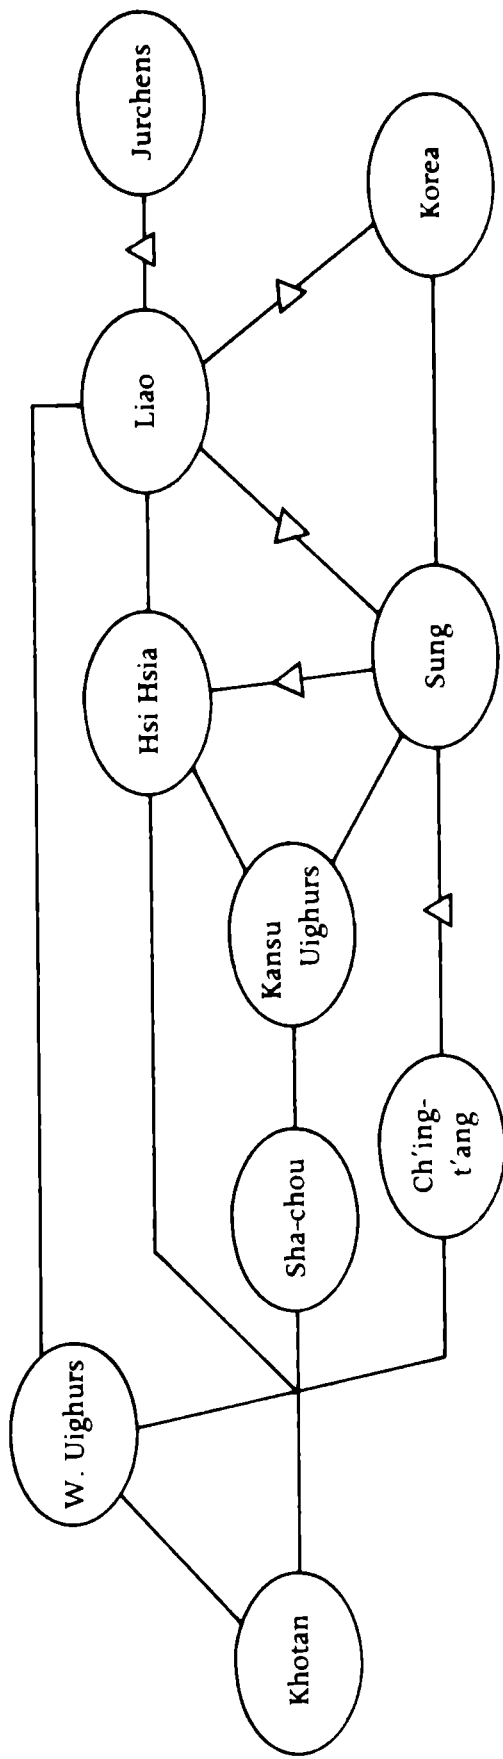 Jurchens
Liao
Korea
Hsi Hsia
Sung
Kansu
Uighurs
Sha-chou
Ch'ing-
t'ang
W. Uighurs
Khotan